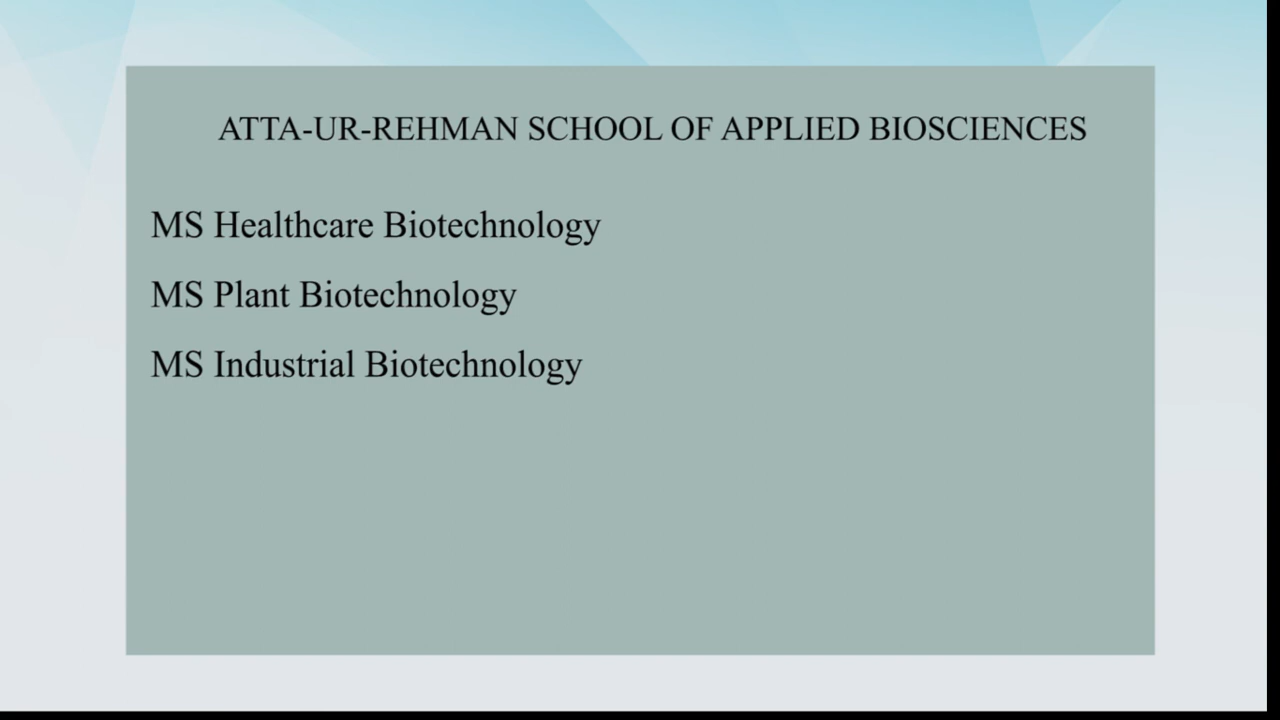 ATTA-UR-REHMAN SCHOOL OF APPLIED BIOSCIENCES
MS Healthcare Biotechnology
MS Plant Biotechnology
MS Industrial Biotechnology